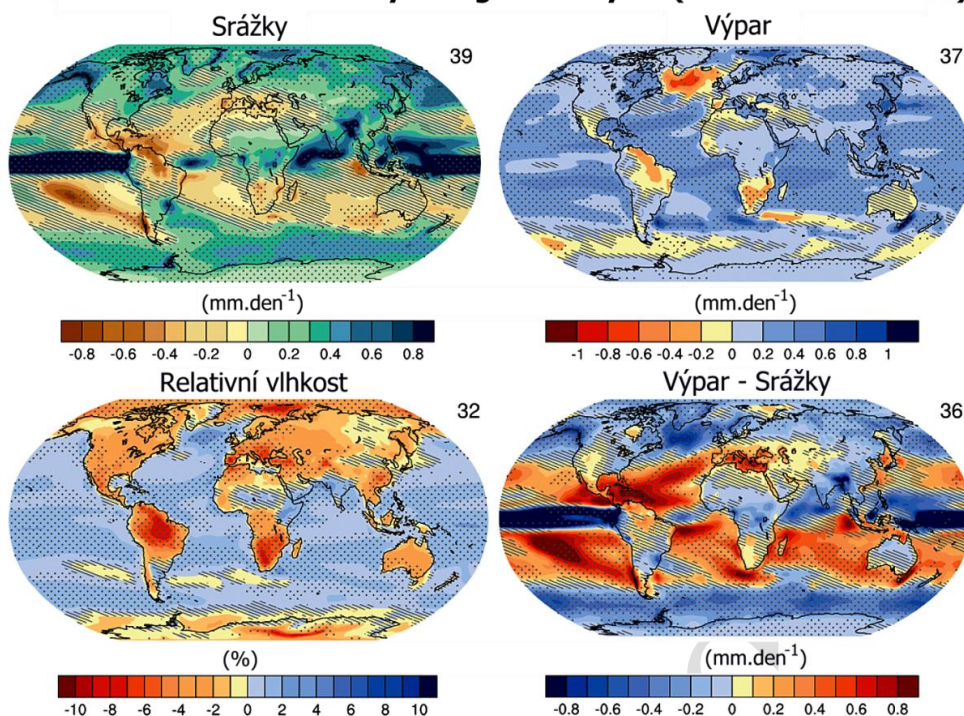 Srážky
39
Výpar
37
(mm.den-1)
-0.8 -0.6 -0.4 -0.2 0 0.2 0.4 0.6 0.8
(mm.den-1)
-1 -0.8 -0.6 -0.4 -0.2 0 0.2 0.4 0.6 0.8 1
Relativní vlhkost
32
Výpar - Srážky
36
(%)
-10 -8 -6 -4 -2 0 2 4 6 8 10
(mm.den-1)
-0.8 -0.6 -0.4 -0.2 0 0.2 0.4 0.6 0.8